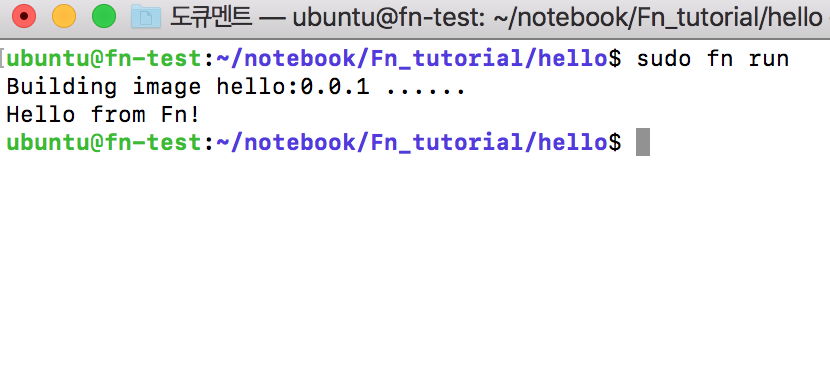 도큐멘트 — ubuntu@fn-test: ~/notebook/Fn_tutorial/hello
ubuntu@fn-test:~/notebook/Fn_tutorial/hello$ sudo fn run
Building image hello:0.0.1 ......
Hello from Fn!
ubuntu@fn-test:~/notebook/Fn_tutorial/hello$